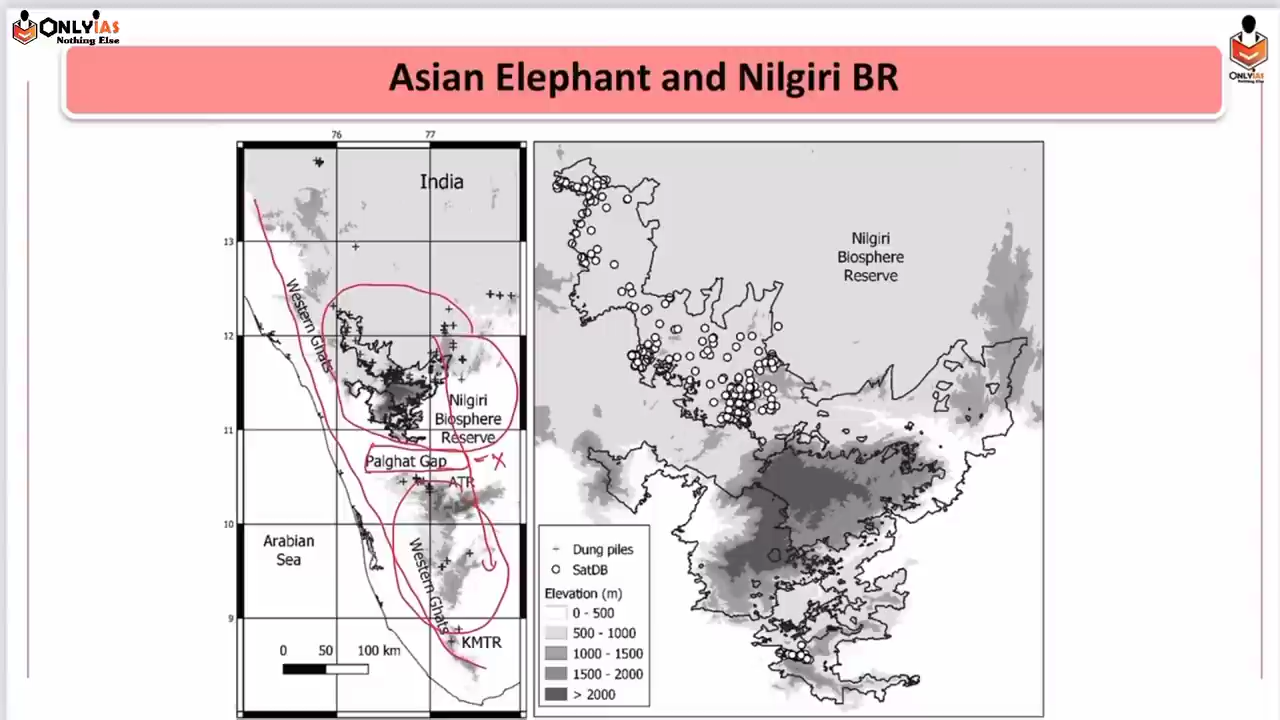 ONLYIAS
Nothing Else
ONLYIAS
Nothing Else
Asian Elephant and Nilgiri BR
76 77
India
13
Western Ghats
12
Nilgiri
Biosphere
Reserve
11
Palghat Gap
x
ATR
10
Arabian
Sea
Western Ghats
9
KMTR
0 50 100 km
Nilgiri
Biosphere
Reserve
+ Dung piles
SatDB
Elevation (m)
0 - 500
500 - 1000
1000 - 1500
1500 - 2000
> 2000